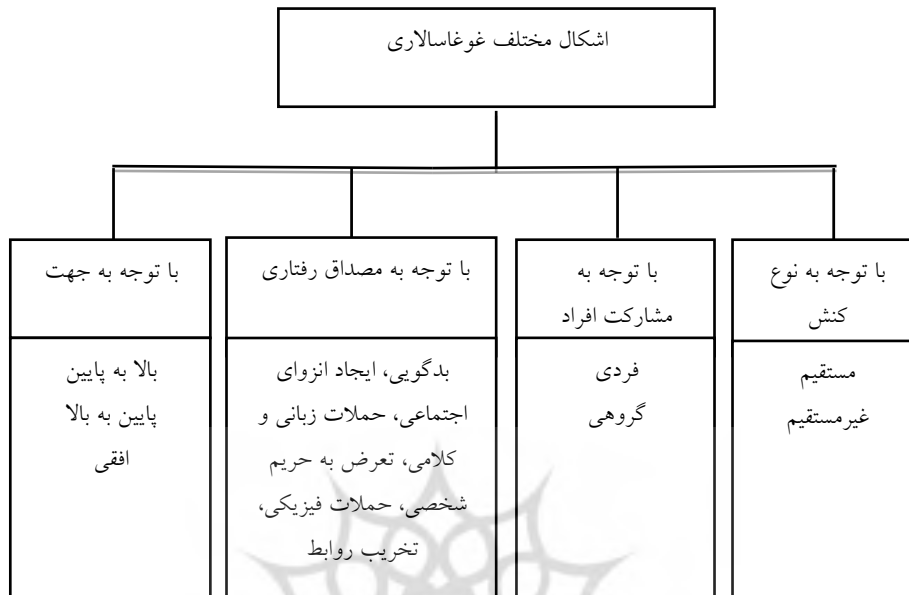 اشکال مختلف غوغاسالاری
با توجه به نوع
کنش
مستقیم
غیرمستقیم
با توجه به
مشارکت افراد
فردی
گروهی
با توجه به مصداق رفتاری
بدگویی، ایجاد انزوای
اجتماعی، حملات زبانی و
کلامی، تعرض به حریم
شخصی، حملات فیزیکی،
تخریب روابط
با توجه به جهت
بالا به پایین
پایین به بالا
افقی